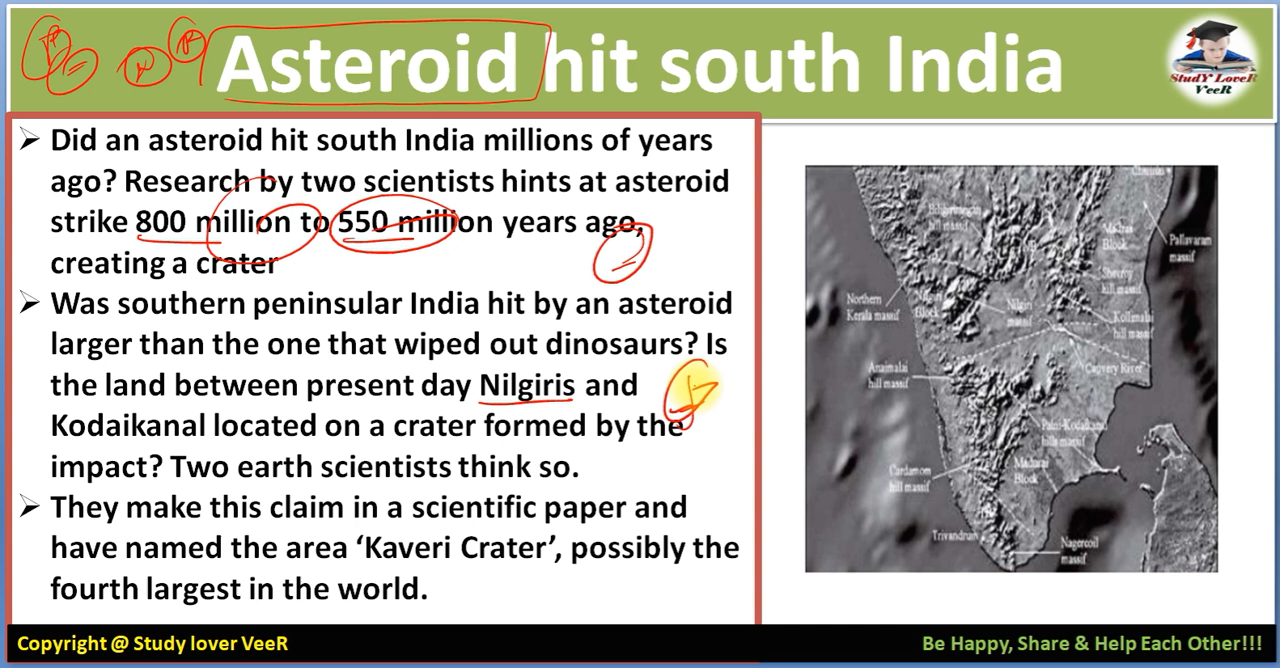 Asteroid hit south India
StudY LoveR
VeeR
➤ Did an asteroid hit south India millions of years
ago? Research by two scientists hints at asteroid
strike 800 million to 550 million years ago,
creating a crater
➤ Was southern peninsular India hit by an asteroid
larger than the one that wiped out dinosaurs? Is
the land between present day Nilgiris and
Kodaikanal located on a crater formed by the
impact? Two earth scientists think so.
➤ They make this claim in a scientific paper and
have named the area ‘Kaveri Crater’, possibly the
fourth largest in the world.
Biligirirangan
hill massif
Madras
Block
Pallavaram
massif
Shevroy
hill massif
Northern
Kerala massif
Nilgiri
Block
Nilgiri
massif
Kollimalai
hill massif
Cauvery River
Anaimalai
hill massif
Palni-Kodaikanal
hills massif
Cardamom
hill massif
Madurai
Block
Trivandrum
Nagercoil
massif
Copyright @ Study lover VeeR
Be Happy, Share & Help Each Other!!!